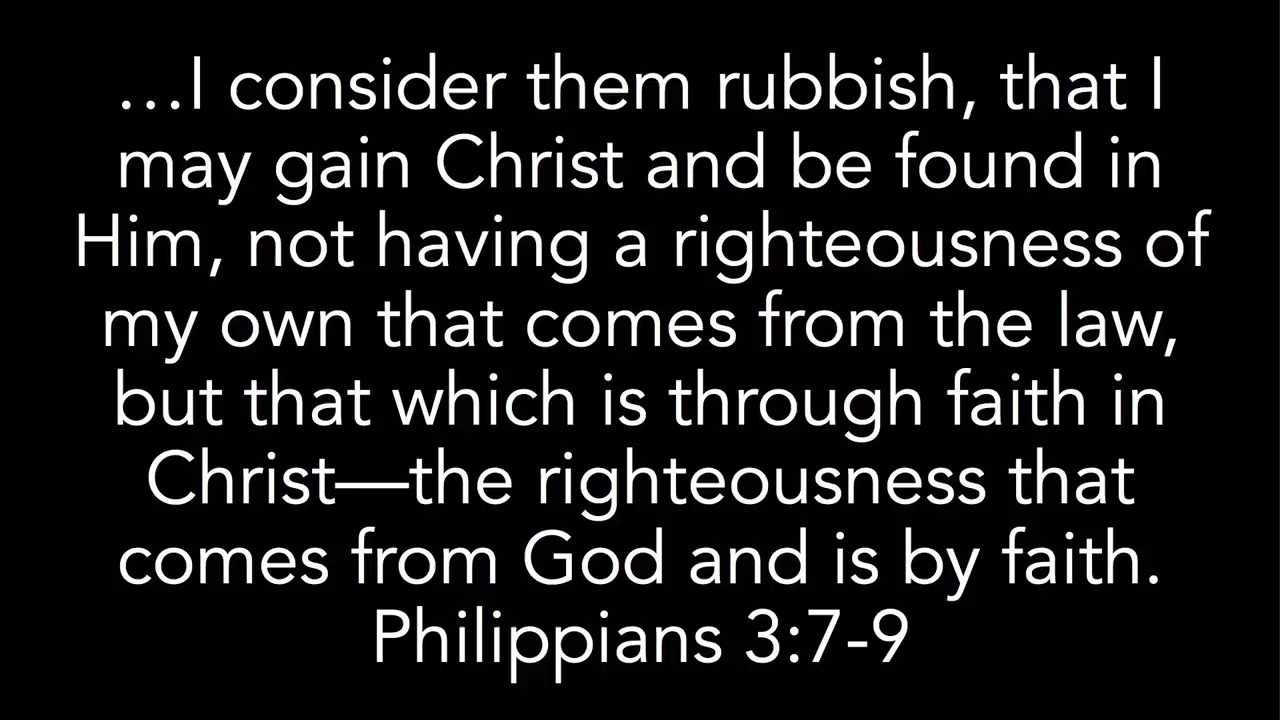 …I consider them rubbish, that I
may gain Christ and be found in
Him, not having a righteousness of
my own that comes from the law,
but that which is through faith in
Christ—the righteousness that
comes from God and is by faith.
Philippians 3:7-9